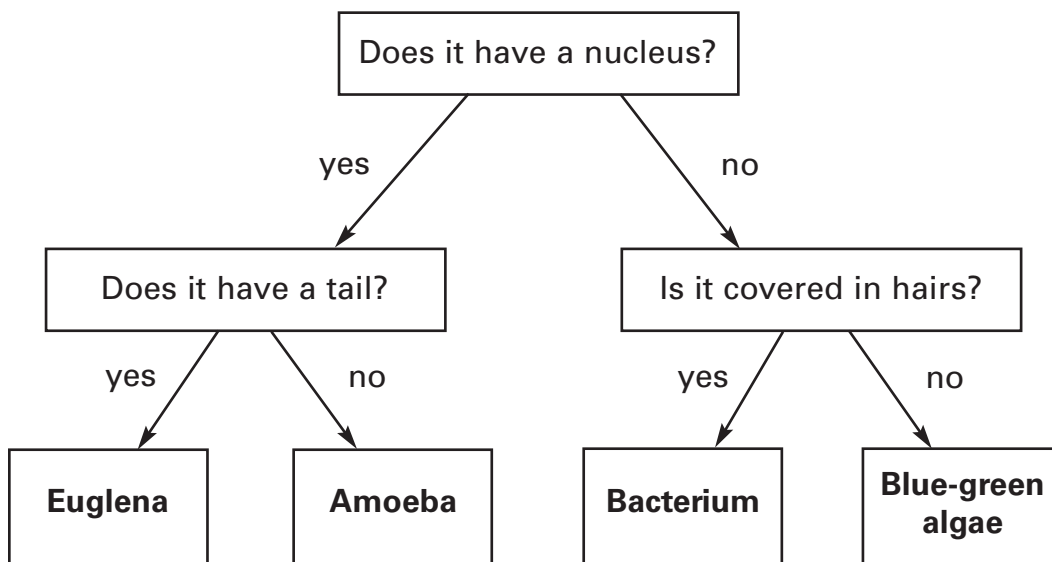 Does it have a nucleus?
yes
no
Does it have a tail?
Is it covered in hairs?
yes
no
yes
no
Euglena
Amoeba
Bacterium
Blue-green
algae